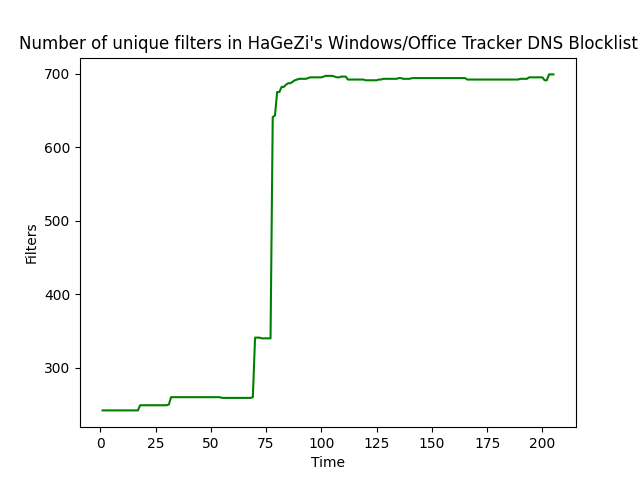 Number of unique filters in HaGeZi's Windows/Office Tracker DNS Blocklist
700
600
500
400
300
Filters
0 25 50 75 100 125 150 175 200
Time